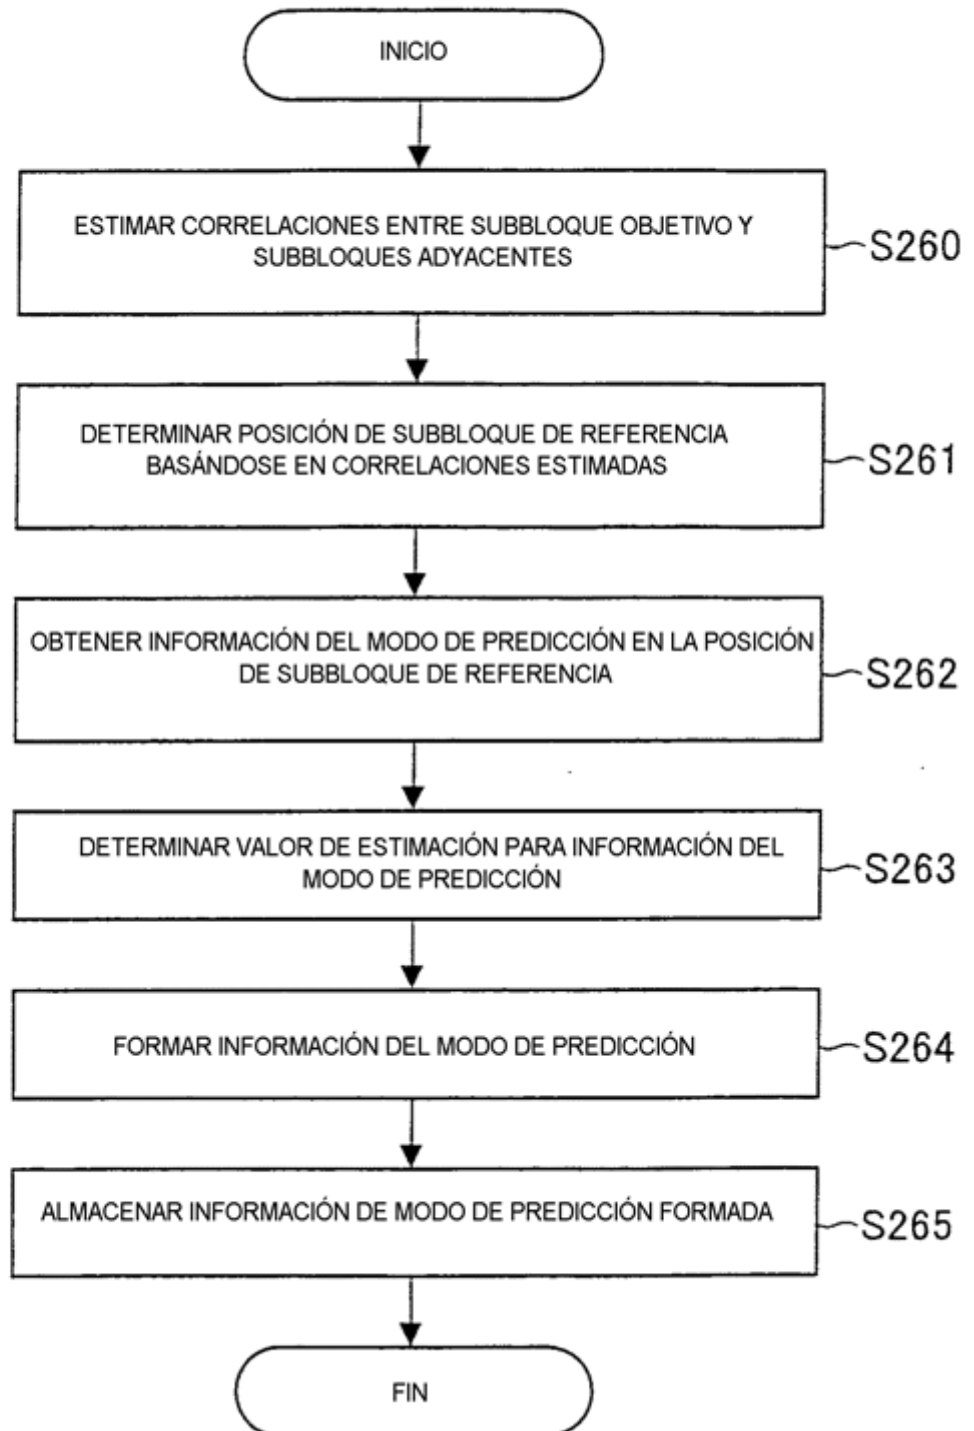 INICIO
ESTIMAR CORRELACIONES ENTRE SUBBLOQUE OBJETIVO Y
SUBBLOQUES ADYACENTES
S260
DETERMINAR POSICIÓN DE SUBBLOQUE DE REFERENCIA
BASÁNDOSE EN CORRELACIONES ESTIMADAS
S261
OBTENER INFORMACIÓN DEL MODO DE PREDICCIÓN EN LA POSICIÓN
DE SUBBLOQUE DE REFERENCIA
S262
DETERMINAR VALOR DE ESTIMACIÓN PARA INFORMACIÓN DEL
MODO DE PREDICCIÓN
S263
FORMAR INFORMACIÓN DEL MODO DE PREDICCIÓN
S264
ALMACENAR INFORMACIÓN DE MODO DE PREDICCIÓN FORMADA
S265
FIN